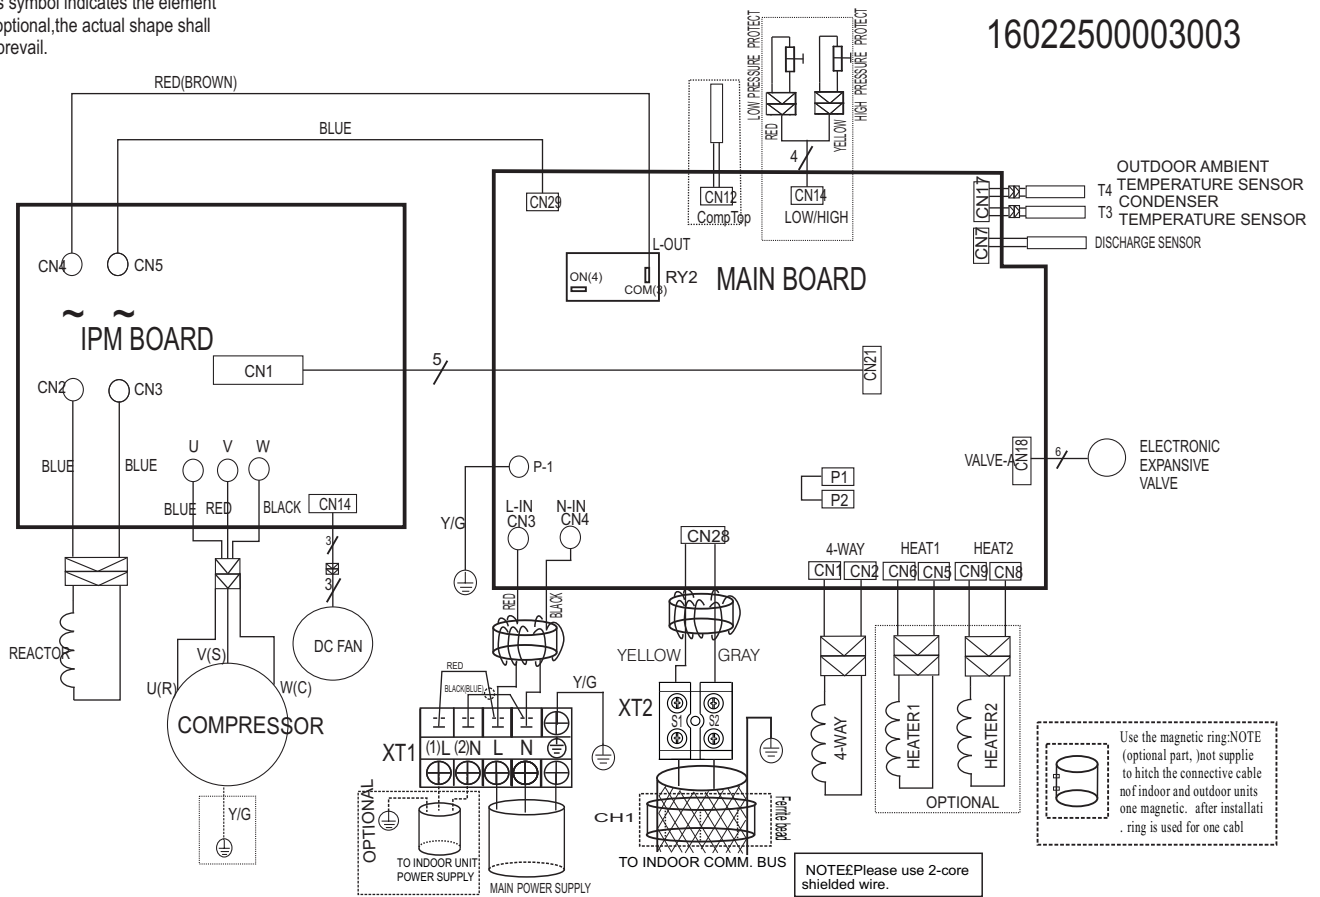 s symbol indicates the element
optional,the actual shape shall
prevail.
16022500003003
RED(BROWN)
BLUE
LOW PRESSURE PROTECT
HIGH PRESSURE PROTECT
RED
YELLOW
4
CN29
CN12
CompTop
CN14
LOW/HIGH
CN17
CN7
T4
OUTDOOR AMBIENT
TEMPERATURE SENSOR
T3
CONDENSER
TEMPERATURE SENSOR
DISCHARGE SENSOR
CN4
CN5
~ ~
IPM BOARD
L-OUT
ON(4)
COM(3)
RY2
MAIN BOARD
CN1
5
CN21
CN2
CN3
BLUE
BLUE
U
V
W
BLUE
RED
BLACK
CN14
3
3
P-1
Y/G
L-IN
CN3
N-IN
CN4
RED
BLACK
CN28
P1
P2
VALVE-A
CN18
6
ELECTRONIC
EXPANSIVE
VALVE
4-WAY
HEAT1
HEAT2
CN1
CN2
CN6
CN5
CN9
CN8
REACTOR
V(S)
U(R)
W(C)
COMPRESSOR
Y/G
DC FAN
RED
BLACK(BLUE)
Y/G
XT1
(1)L
(2)N
L
N
OPTIONAL
TO INDOOR UNIT
POWER SUPPLY
MAIN POWER SUPPLY
YELLOW
GRAY
XT2
S1
S2
CH1
Ferrite bead
TO INDOOR COMM. BUS
4-WAY
HEATER1
HEATER2
OPTIONAL
NOTE£Please use 2-core
shielded wire.
Use the magnetic ring:NOTE
(optional part, )not supplie
to hitch the connective cable
nof indoor and outdoor units
one magnetic. after installati
. ring is used for one cabl